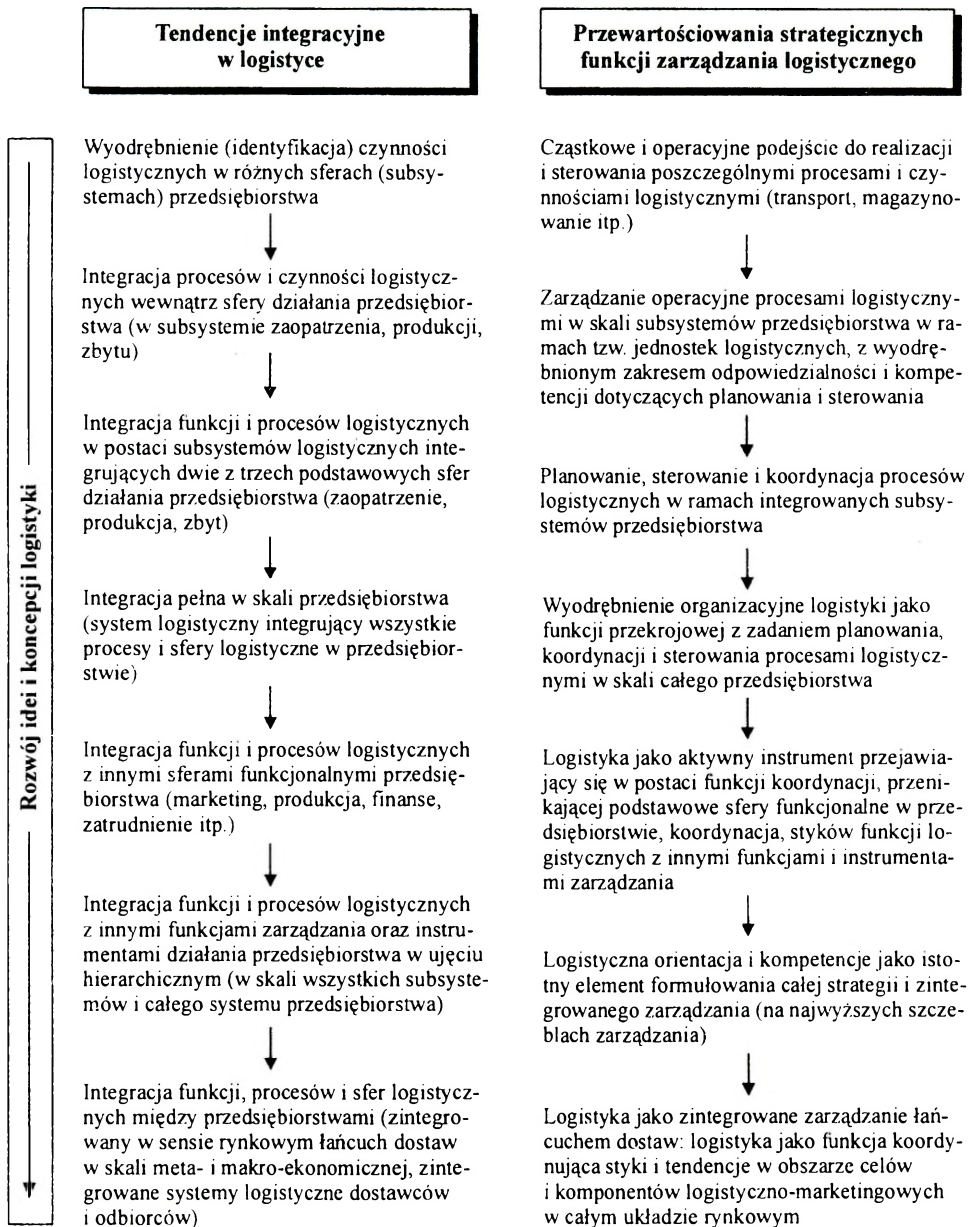 Tendencje integracyjne
w logistyce
Przewartościowania strategicznych
funkcji zarządzania logistycznego
Rozwój idei i koncepcji logistyki
Wyodrębnienie (identyfikacja) czynności
logistycznych w różnych sferach (subsy-
stemach) przedsiębiorstwa
Integracja procesów i czynności logistycz-
nych wewnątrz sfery działania przedsiębior-
stwa (w subsystemie zaopatrzenia, produkcji,
zbytu)
Integracja funkcji i procesów logistycznych
w postaci subsystemów logistycznych inte-
grujących dwie z trzech podstawowych sfer
działania przedsiębiorstwa (zaopatrzenie,
produkcja, zbyt)
Integracja pełna w skali przedsiębiorstwa
(system logistyczny integrujący wszystkie
procesy i sfery logistyczne w przedsiębior-
stwie)
Integracja funkcji i procesów logistycznych
z innymi sferami funkcjonalnymi przedsię-
biorstwa (marketing, produkcja, finanse,
zatrudnienie itp.)
Integracja funkcji i procesów logistycznych
z innymi funkcjami zarządzania oraz instru-
mentami działania przedsiębiorstwa w ujęciu
hierarchicznym (w skali wszystkich subsyste-
mów i całego systemu przedsiębiorstwa)
Integracja funkcji, procesów i sfer logistycz-
nych między przedsiębiorstwami (zintegro-
wany w sensie rynkowym łańcuch dostaw
w skali meta- i makro-ekonomicznej, zinte-
growane systemy logistyczne dostawców
i odbiorców)
Cząstkowe i operacyjne podejście do realizacji
i sterowania poszczególnymi procesami i czy-
nnościami logistycznymi (transport, magazyno-
wanie itp.)
Zarządzanie operacyjne procesami logistyczny-
mi w skali subsystemów przedsiębiorstwa w ra-
mach tzw. jednostek logistycznych, z wyodrę-
bnionym zakresem odpowiedzialności i kompe-
tencji dotyczących planowania i sterowania
Planowanie, sterowanie i koordynacja procesów
logistycznych w ramach integrowanych subsy-
stemów przedsiębiorstwa
Wyodrębnienie organizacyjne logistyki jako
funkcji przekrojowej z zadaniem planowania,
koordynacji i sterowania procesami logistycz-
nymi w skali całego przedsiębiorstwa
Logistyka jako aktywny instrument przejawia-
jący się w postaci funkcji koordynacji, przeni-
kającej podstawowe sfery funkcjonalne w prze-
dsiębiorstwie, koordynacja, styków funkcji lo-
gistycznych z innymi funkcjami i instrumenta-
mi zarządzania
Logistyczna orientacja i kompetencje jako isto-
tny element formułowania całej strategii i zinte-
growanego zarządzania (na najwyższych szcze-
blach zarządzania)
Logistyka jako zintegrowane zarządzanie łań-
cuchem dostaw: logistyka jako funkcja koordy-
nująca styki i tendencje w obszarze celów
i komponentów logistyczno-marketingowych
w całym układzie rynkowym